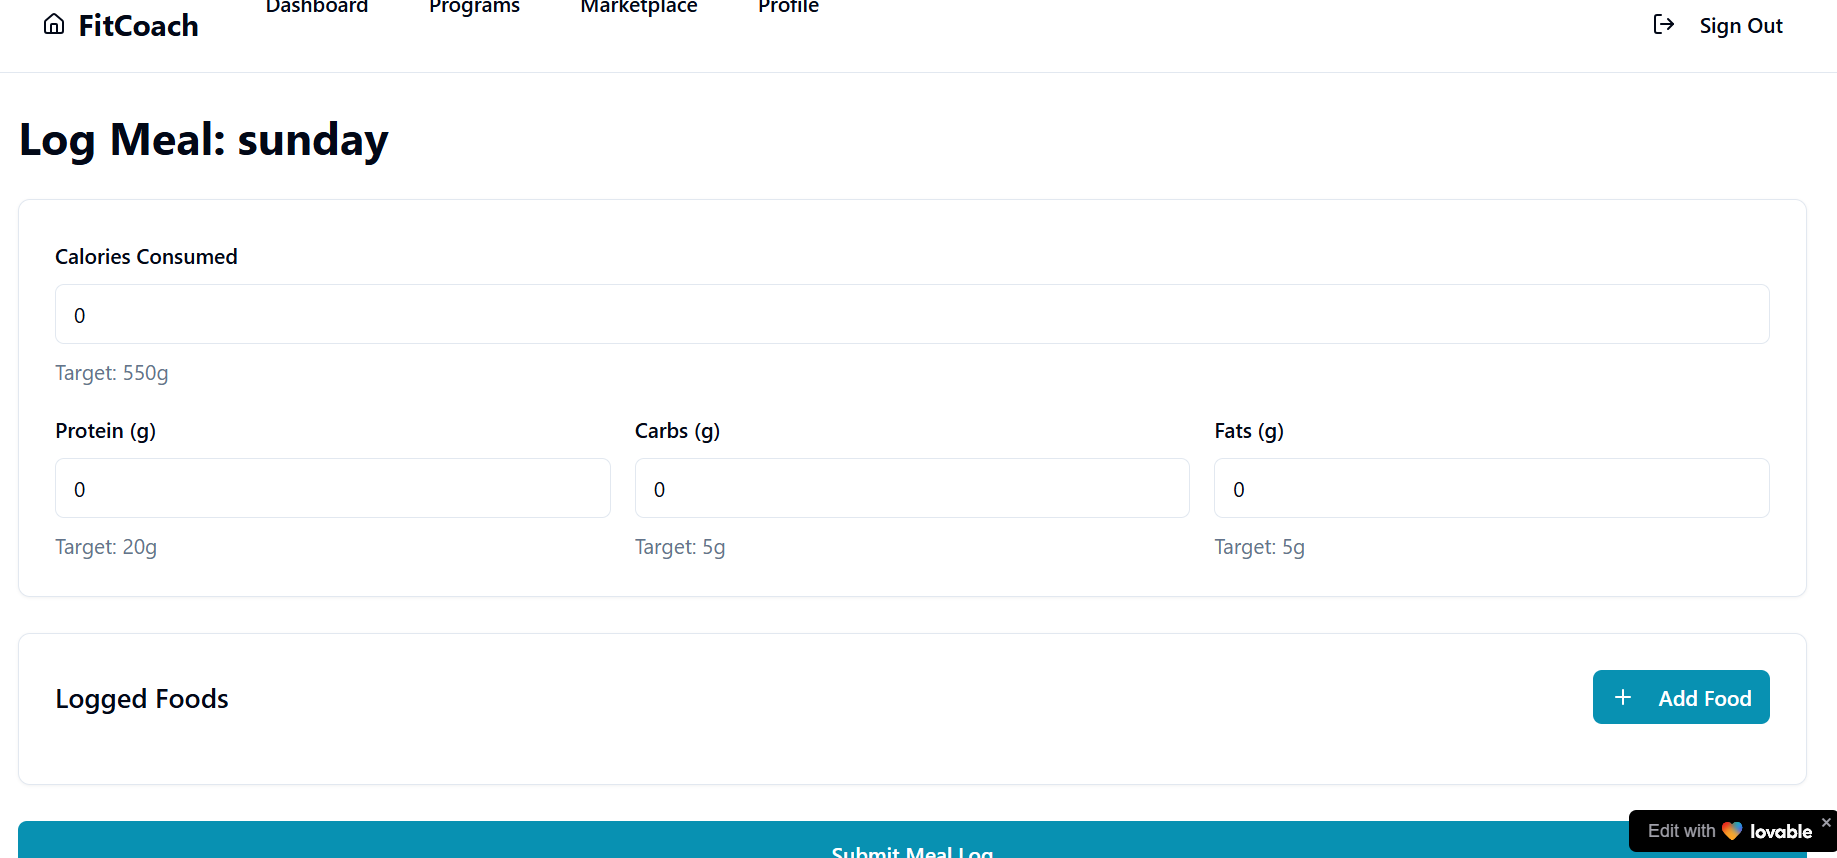 Dashboard Programs Marketplace Profile
FitCoach
Sign Out
Log Meal: sunday
Calories Consumed
0
Target: 550g
Protein (g) Carbs (g) Fats (g)
0 0 0
Target: 20g Target: 5g Target: 5g
Logged Foods
+ Add Food
Submit Meal Log
Edit with lovable ×